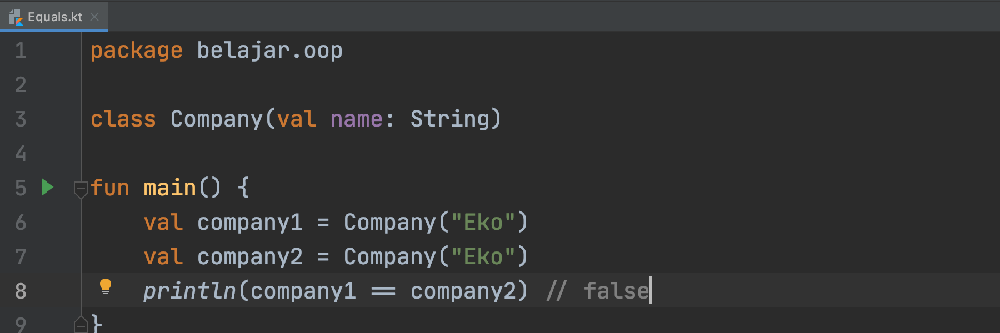 Equals.kt
1 package belajar.oop
2
3 class Company(val name: String)
4
5 fun main() {
6     val company1 = Company("Eko")
7     val company2 = Company("Eko")
8     println(company1 == company2) // false
9 }